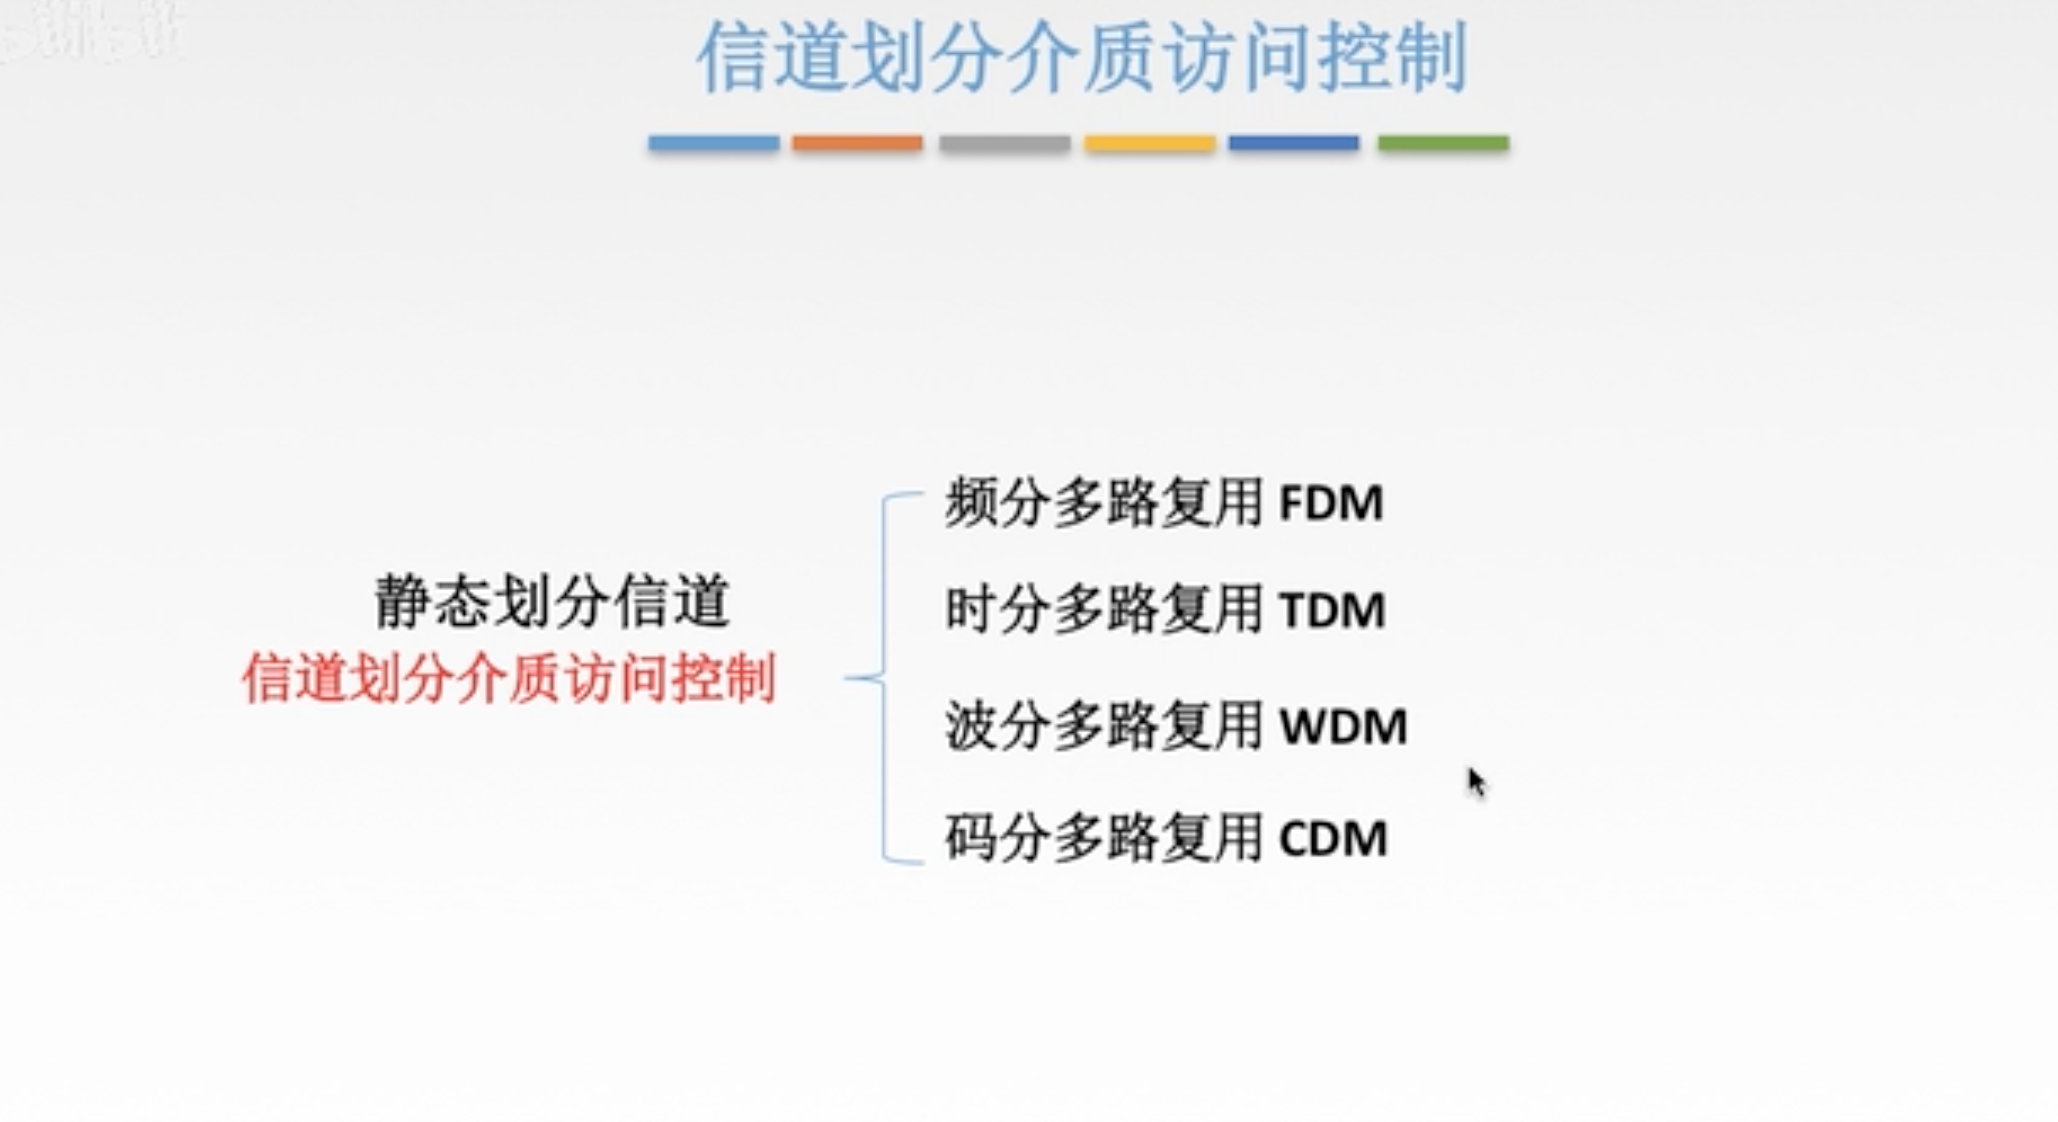 信道划分介质访问控制
静态划分信道
信道划分介质访问控制
频分多路复用 FDM
时分多路复用 TDM
波分多路复用 WDM
码分多路复用 CDM